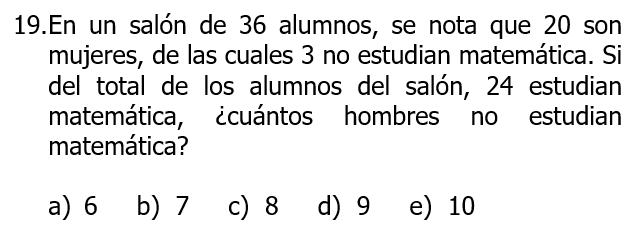 19.En un salón de 36 alumnos, se nota que 20 son
mujeres, de las cuales 3 no estudian matemática. Si
del total de los alumnos del salón, 24 estudian
matemática, ¿cuántos hombres no estudian
matemática?
a) 6 b) 7 c) 8 d) 9 e) 10